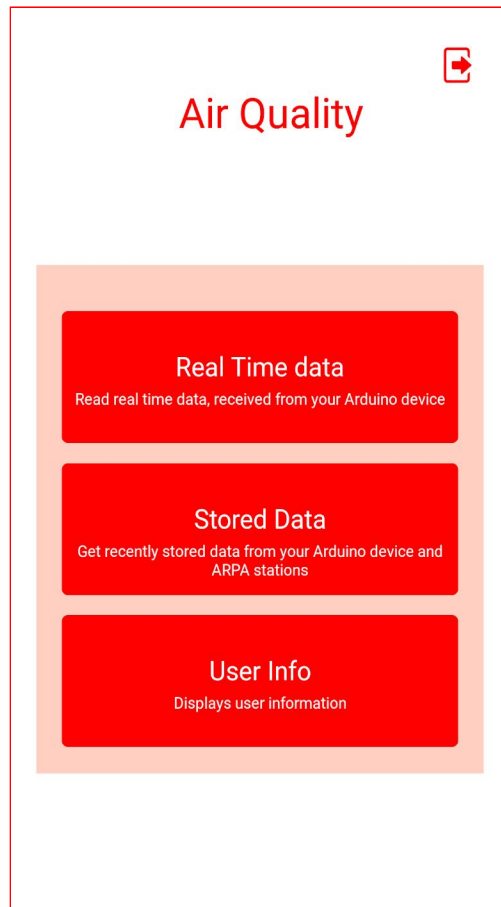 Air Quality
Real Time data
Read real time data, received from your Arduino device
Stored Data
Get recently stored data from your Arduino device and
ARPA stations
User Info
Displays user information